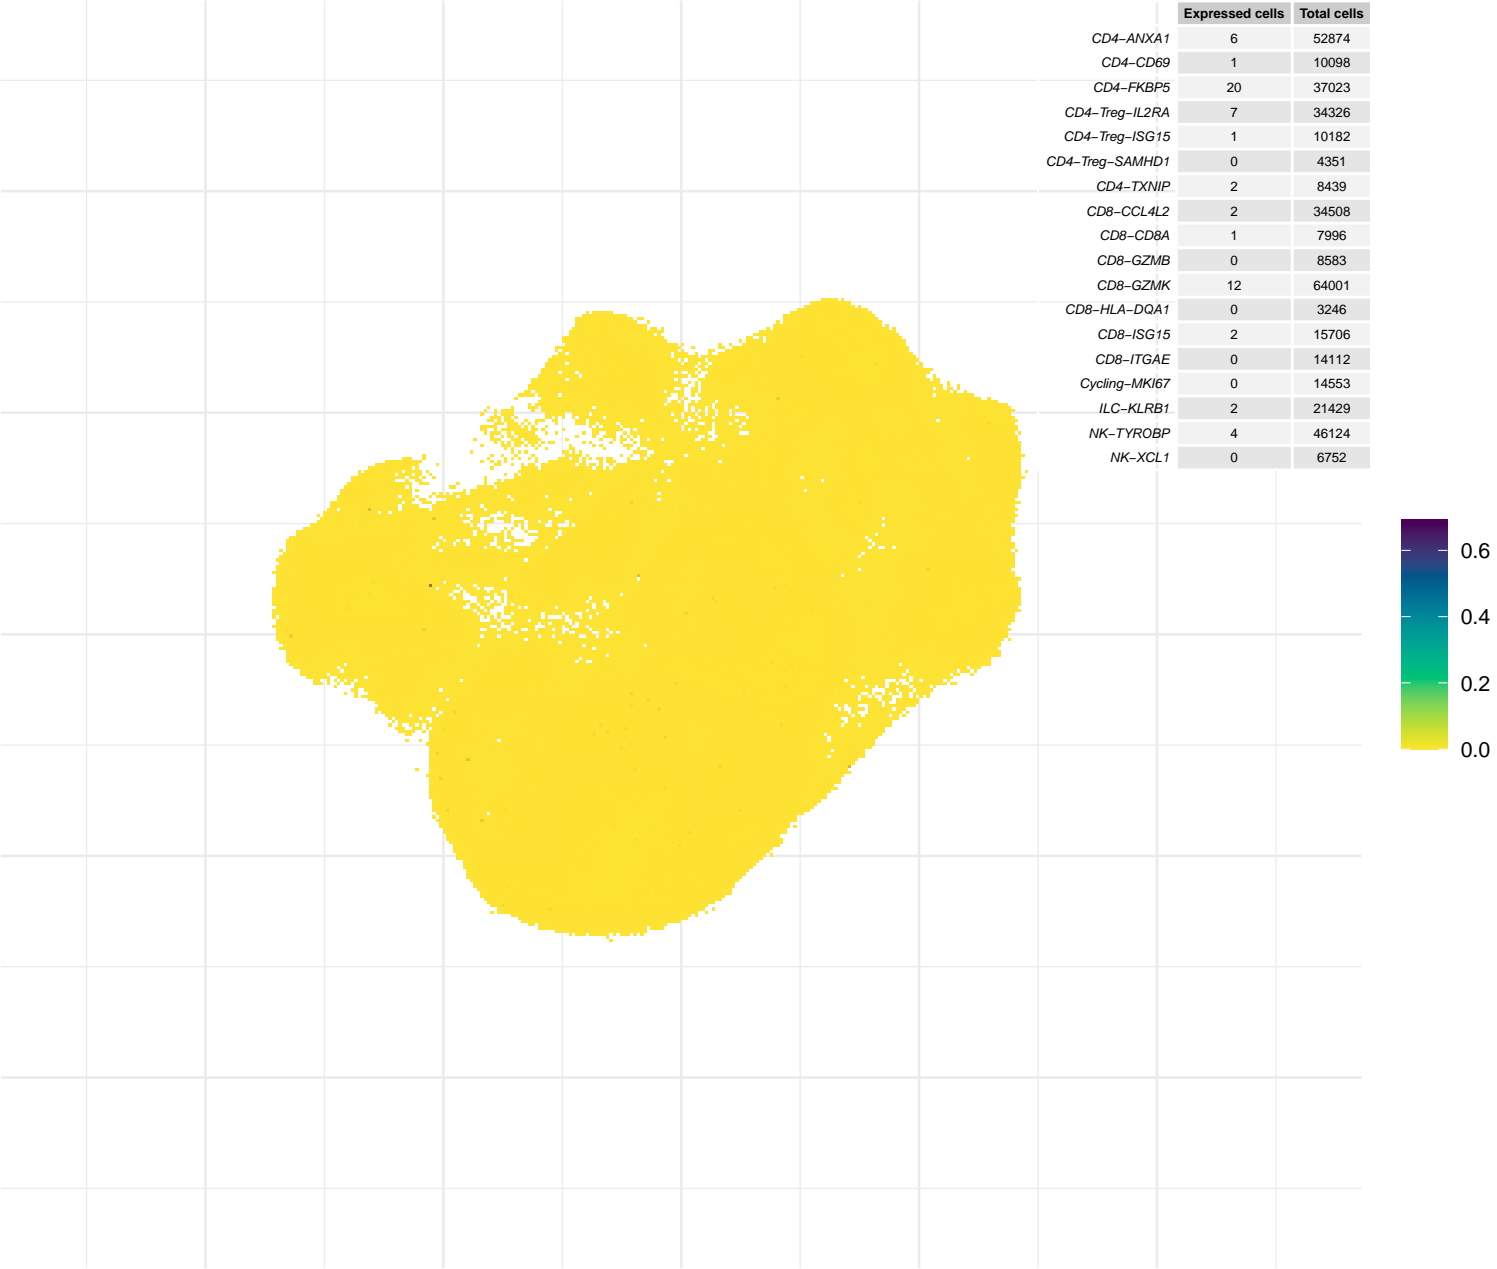 Expressed cells Total cells
CD4−ANXA1 6 52874
CD4−CD69 1 10098
CD4−FKBP5 20 37023
CD4−Treg−IL2RA 7 34326
CD4−Treg−ISG15 1 10182
CD4−Treg−SAMHD1 0 4351
CD4−TXNIP 2 8439
CD8−CCL4L2 2 34508
CD8−CD8A 1 7996
CD8−GZMB 0 8583
CD8−GZMK 12 64001
CD8−HLA−DQA1 0 3246
CD8−ISG15 2 15706
CD8−ITGAE 0 14112
Cycling−MKI67 0 14553
ILC−KLRB1 2 21429
NK−TYROBP 4 46124
NK−XCL1 0 6752
0.6
0.4
0.2
0.0